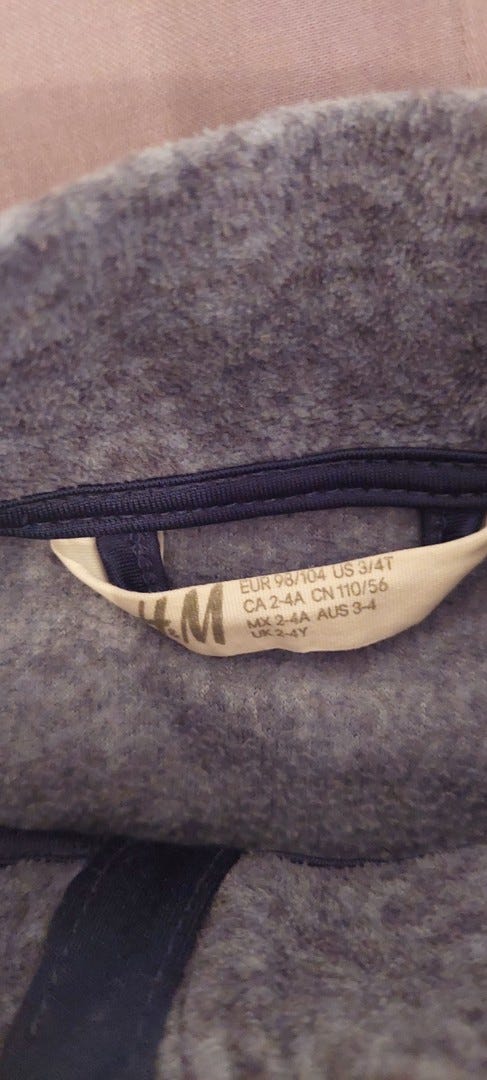 H&M
EUR 98/104 US 3/4T
CA 2-4A CN 110/56
MX 2-4A AUS 3-4
UK 2-4Y